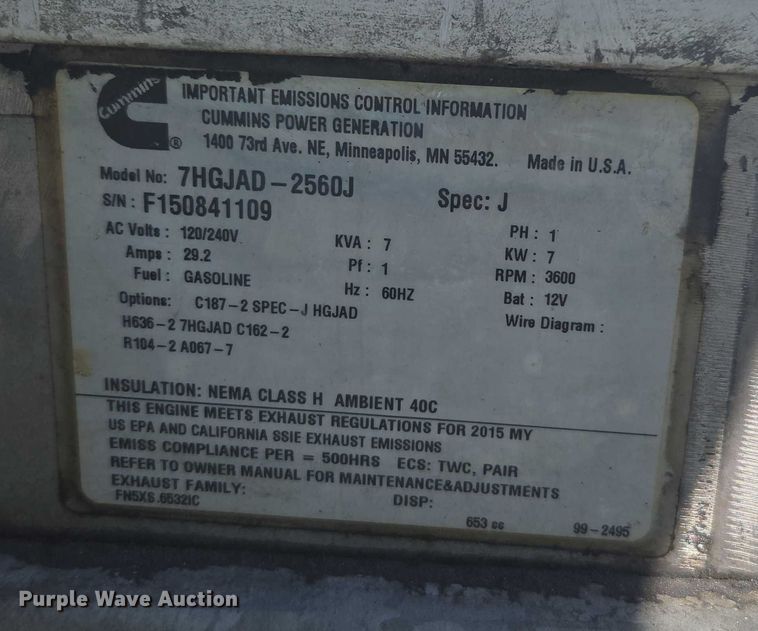 Cummins
®
IMPORTANT EMISSIONS CONTROL INFORMATION
CUMMINS POWER GENERATION
1400 73rd Ave. NE, Minneapolis, MN 55432. Made in U.S.A.
Model No: 7HGJAD-2560J Spec: J
S/N: F150841109
AC Volts: 120/240V KVA: 7 PH: 1
Amps: 29.2 Pf: 1 KW: 7
Fuel: GASOLINE Hz: 60HZ RPM: 3600
Options: C187-2 SPEC-J HGJAD Bat: 12V
H636-2 7HGJAD C162-2 Wire Diagram:
R104-2 A067-7
INSULATION: NEMA CLASS H AMBIENT 40C
THIS ENGINE MEETS EXHAUST REGULATIONS FOR 2015 MY
US EPA AND CALIFORNIA SSIE EXHAUST EMISSIONS
EMISS COMPLIANCE PER = 500HRS ECS: TWC, PAIR
REFER TO OWNER MANUAL FOR MAINTENANCE&ADJUSTMENTS
EXHAUST FAMILY: DISP:
FN5XS.6532IC 653 cc 99-2495
Purple Wave Auction